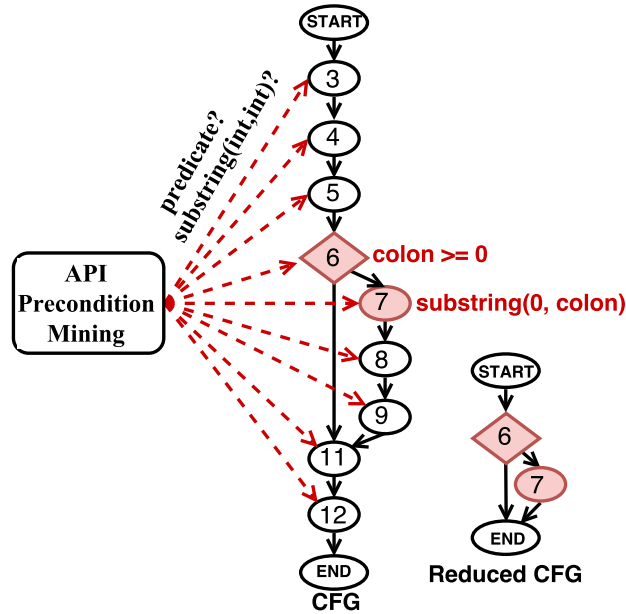 START
3
predicate?
substring(int,int)?
4
5
6
colon >= 0
API
Precondition
Mining
7
substring(0, colon)
8
9
11
12
END
CFG
START
6
7
END
Reduced CFG